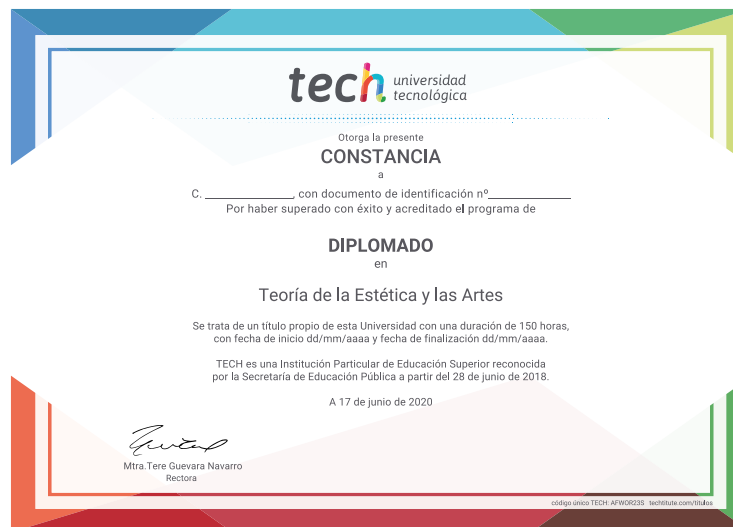 tech universidad
tecnológica
Otorga la presente
CONSTANCIA
a
C. ______________, con documento de identificación nº______________
Por haber superado con éxito y acreditado el programa de
DIPLOMADO
en
Teoría de la Estética y las Artes
Se trata de un título propio de esta Universidad con una duración de 150 horas,
con fecha de inicio dd/mm/aaaa y fecha de finalización dd/mm/aaaa.
TECH es una Institución Particular de Educación Superior reconocida
por la Secretaría de Educación Pública a partir del 28 de junio de 2018.
A 17 de junio de 2020
Mtra.Tere Guevara Navarro
Rectora
código único TECH: AFWOR23S techtitute.com/títulos